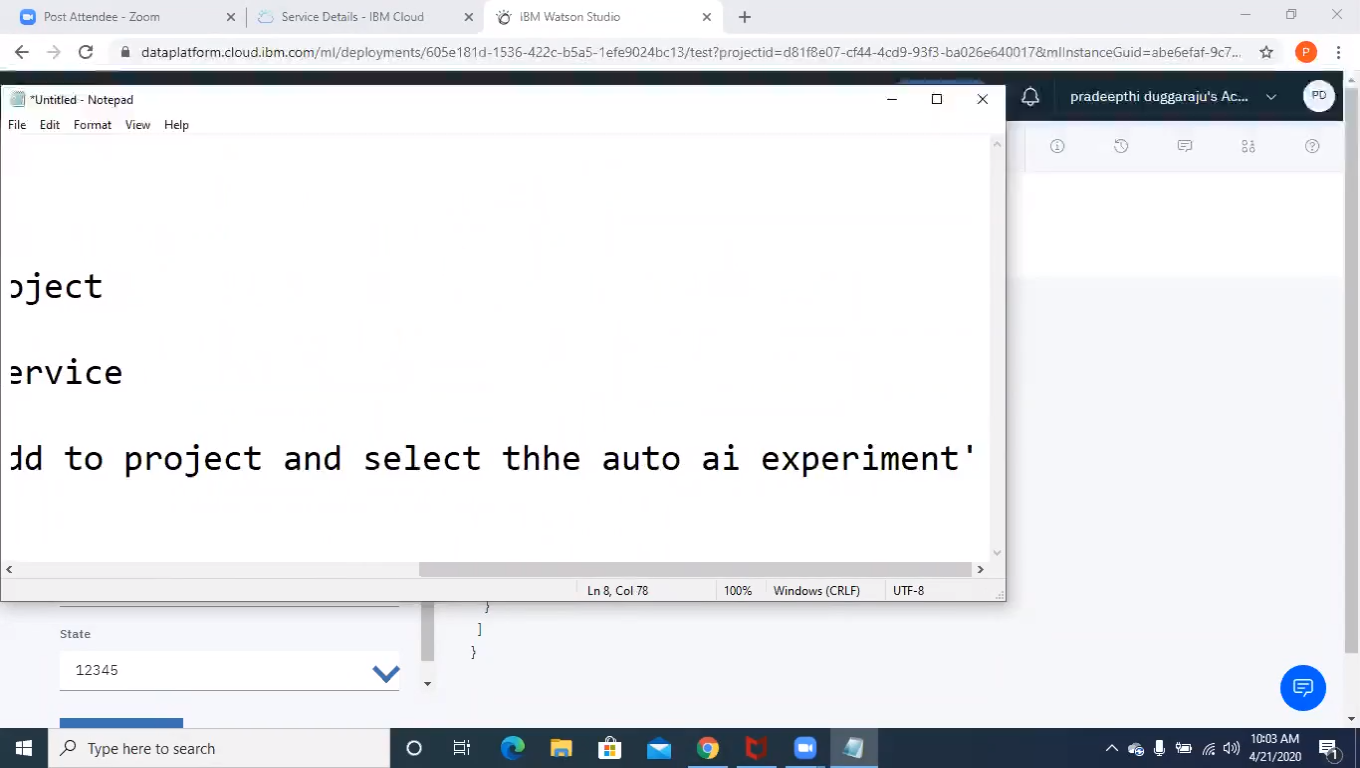 Post Attendee - Zoom
Service Details - IBM Cloud
IBM Watson Studio
dataplatform.cloud.ibm.com/ml/deployments/605e181d-1536-422c-b5a5-1efe9024bc13/test?projectid=d81f8e07-cf44-4cd9-93f3-ba026e640017&mlInstanceGuid=abe6efaf-9c7...
P
*Untitled - Notepad
pradeepthi duggaraju's Ac...
PD
File Edit Format View Help
oject
ervice
dd to project and select thhe auto ai experiment'
Ln 8, Col 78
100%
Windows (CRLF)
UTF-8
}
]
}
State
12345
Type here to search
10:03 AM
4/21/2020
1